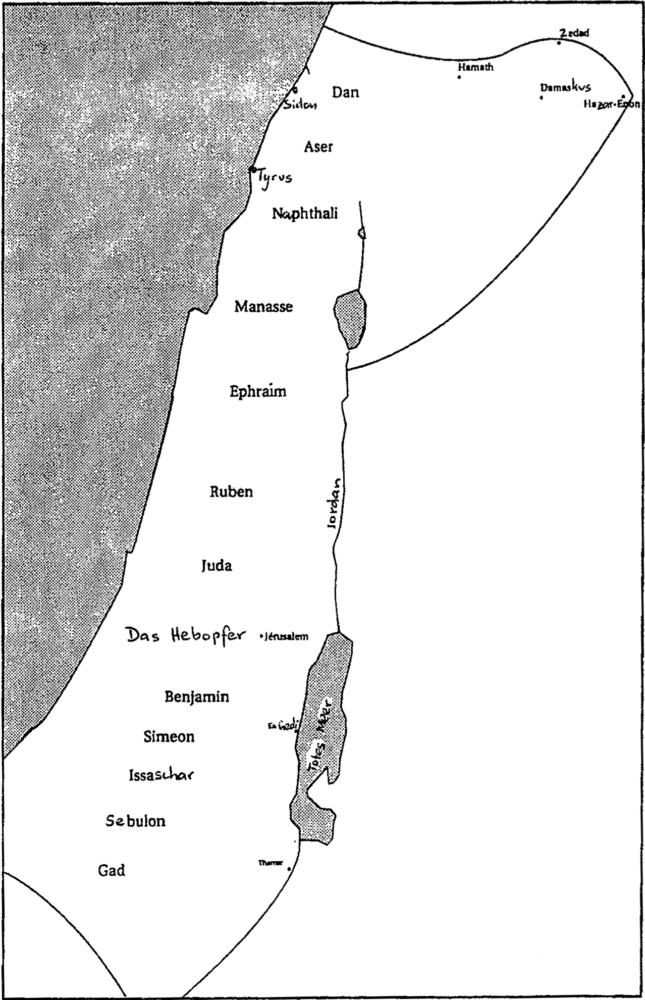 Zedad
Hamath
Damaskus
Dan
Hazar-Enon
Sidon
Aser
Tyrus
Naphthali
Manasse
Ephraim
Ruben
Jordan
Juda
Das Hebopfer
Jérusalem
Benjamin
Totes Meer
En Gedi
Simeon
Issaschar
Sebulon
Thamar
Gad